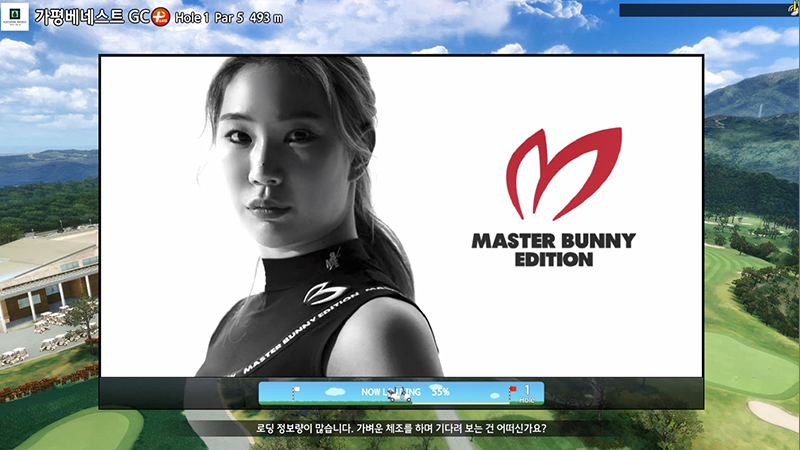 가평베네스트 GC Hole 1 Par 5 493 m
MASTER BUNNY
EDITION
MASTER BUNNY EDITION
NOW LOADING 55%
1
Hole
로딩 정보량이 많습니다. 가벼운 체조를 하며 기다려 보는 건 어떠신가요?